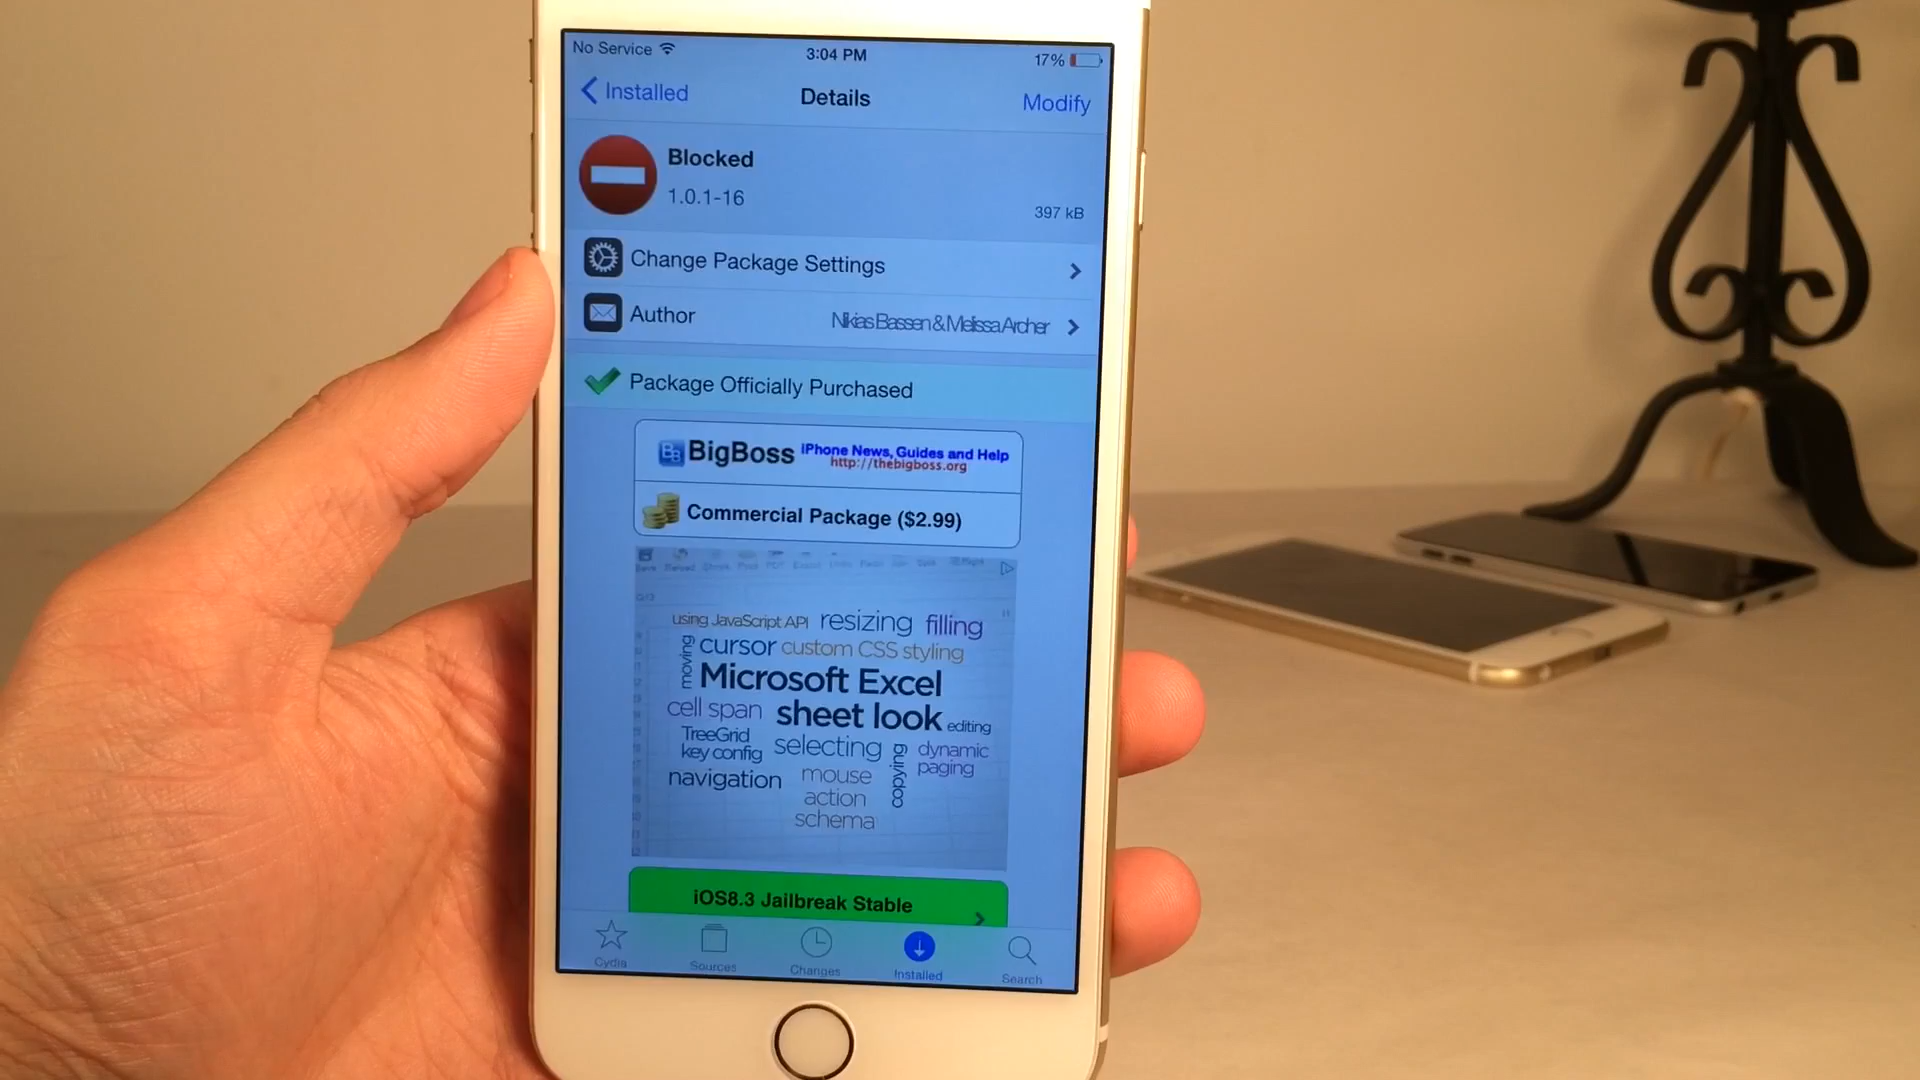 No Service 3:04 PM 17%
Installed Details Modify
Blocked
1.0.1-16
397 kB
Change Package Settings
Author Nikias Bassen & Melissa Archer
Package Officially Purchased
BigBoss iPhone News, Guides and Help
http://thebigboss.org
Commercial Package ($2.99)
using JavaScript API resizing filling
moving cursor custom CSS styling
Microsoft Excel
cell span sheet look editing
TreeGrid
key config selecting copying dynamic
paging
navigation mouse
action
schema
iOS8.3 Jailbreak Stable
Cydia Sources Changes Installed Search